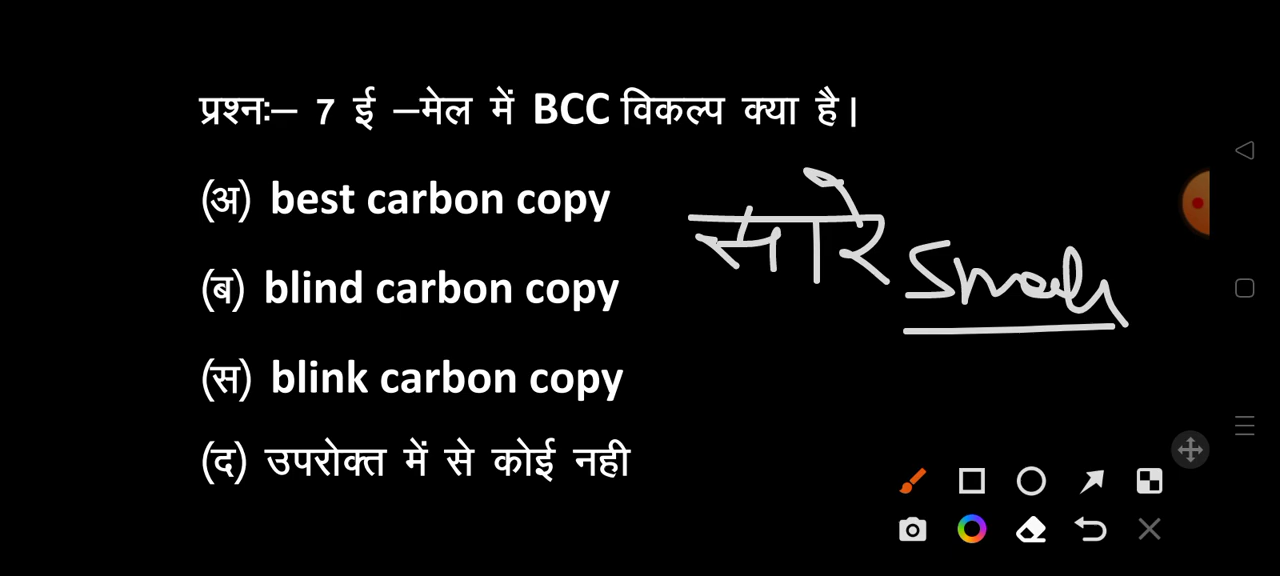 प्रश्नः– 7 ई –मेल में BCC विकल्प क्या है।
(अ) best carbon copy
(ब) blind carbon copy
(स) blink carbon copy
(द) उपरोक्त में से कोई नही
सारे